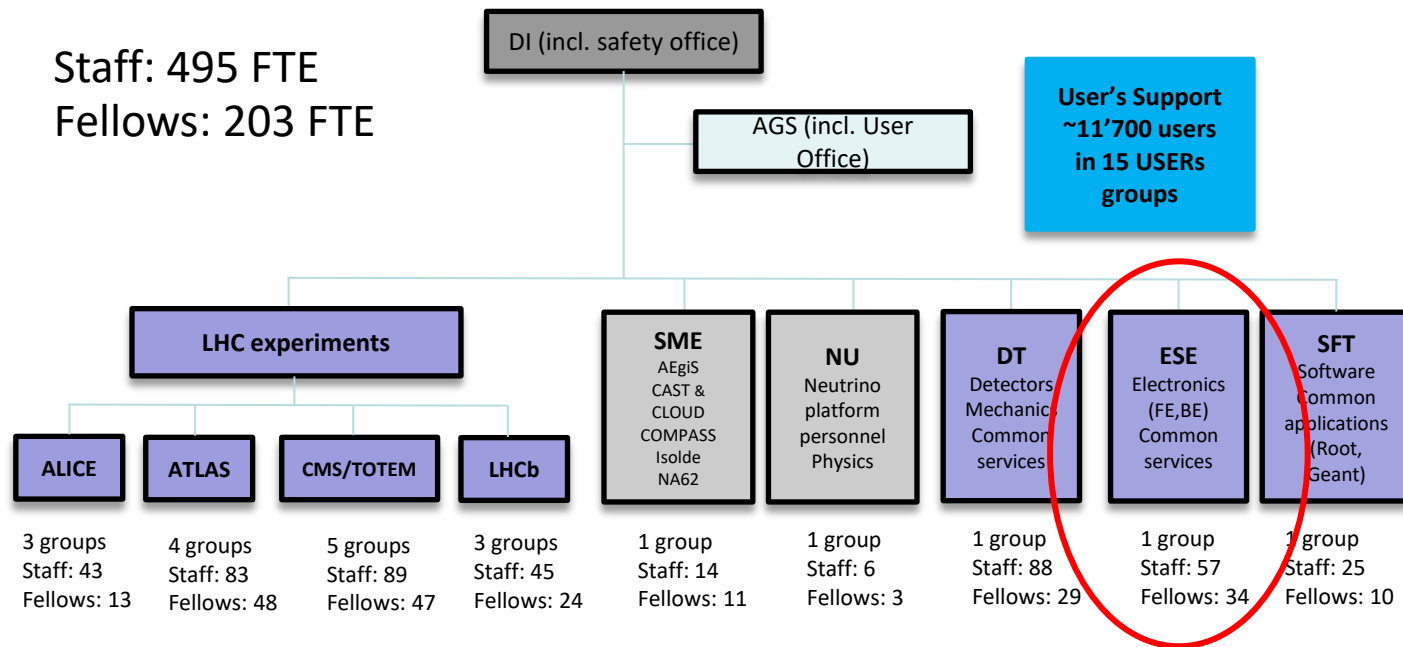 Staff: 495 FTE
Fellows: 203 FTE
DI (incl. safety office)
AGS (incl. User
Office)
User's Support
~11'700 users
in 15 USERs
groups
LHC experiments
ALICE
3 groups
Staff: 43
Fellows: 13
ATLAS
4 groups
Staff: 83
Fellows: 48
CMS/TOTEM
5 groups
Staff: 89
Fellows: 47
LHCb
3 groups
Staff: 45
Fellows: 24
SME
AEgiS
CAST &
CLOUD
COMPASS
Isolde
NA62
1 group
Staff: 14
Fellows: 11
NU
Neutrino
platform
personnel
Physics
1 group
Staff: 6
Fellows: 3
DT
Detectors
Mechanics
Common
services
1 group
Staff: 88
Fellows: 29
ESE
Electronics
(FE,BE)
Common
services
1 group
Staff: 57
Fellows: 34
SFT
Software
Common
applications
(Root,
Geant)
1 group
Staff: 25
Fellows: 10